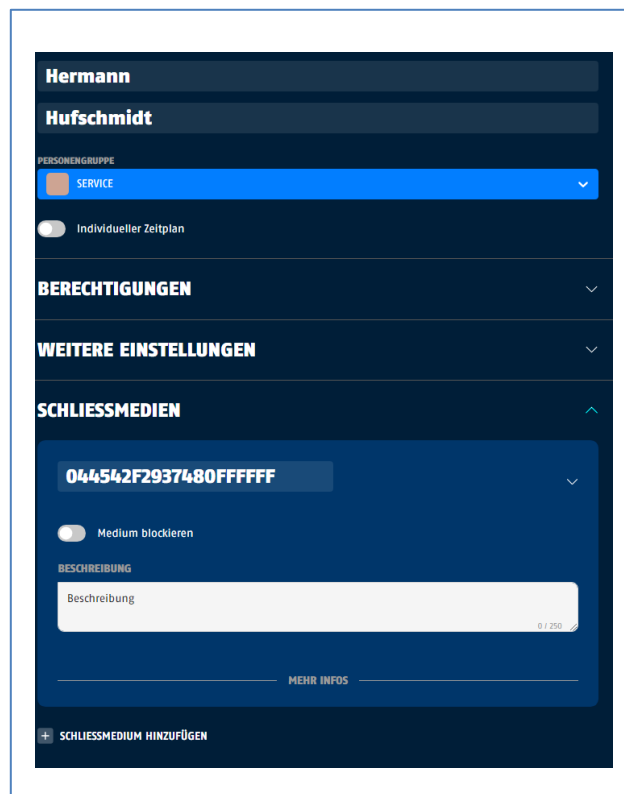 Hermann
Hufschmidt
PERSONENGRUPPE
SERVICE
Individueller Zeitplan
BERECHTIGUNGEN
WEITERE EINSTELLUNGEN
SCHLIESSMEDIEN
044542F2937480FFFFFF
Medium blockieren
BESCHREIBUNG
Beschreibung
0 / 250
MEHR INFOS
+ SCHLIESSMEDIUM HINZUFÜGEN